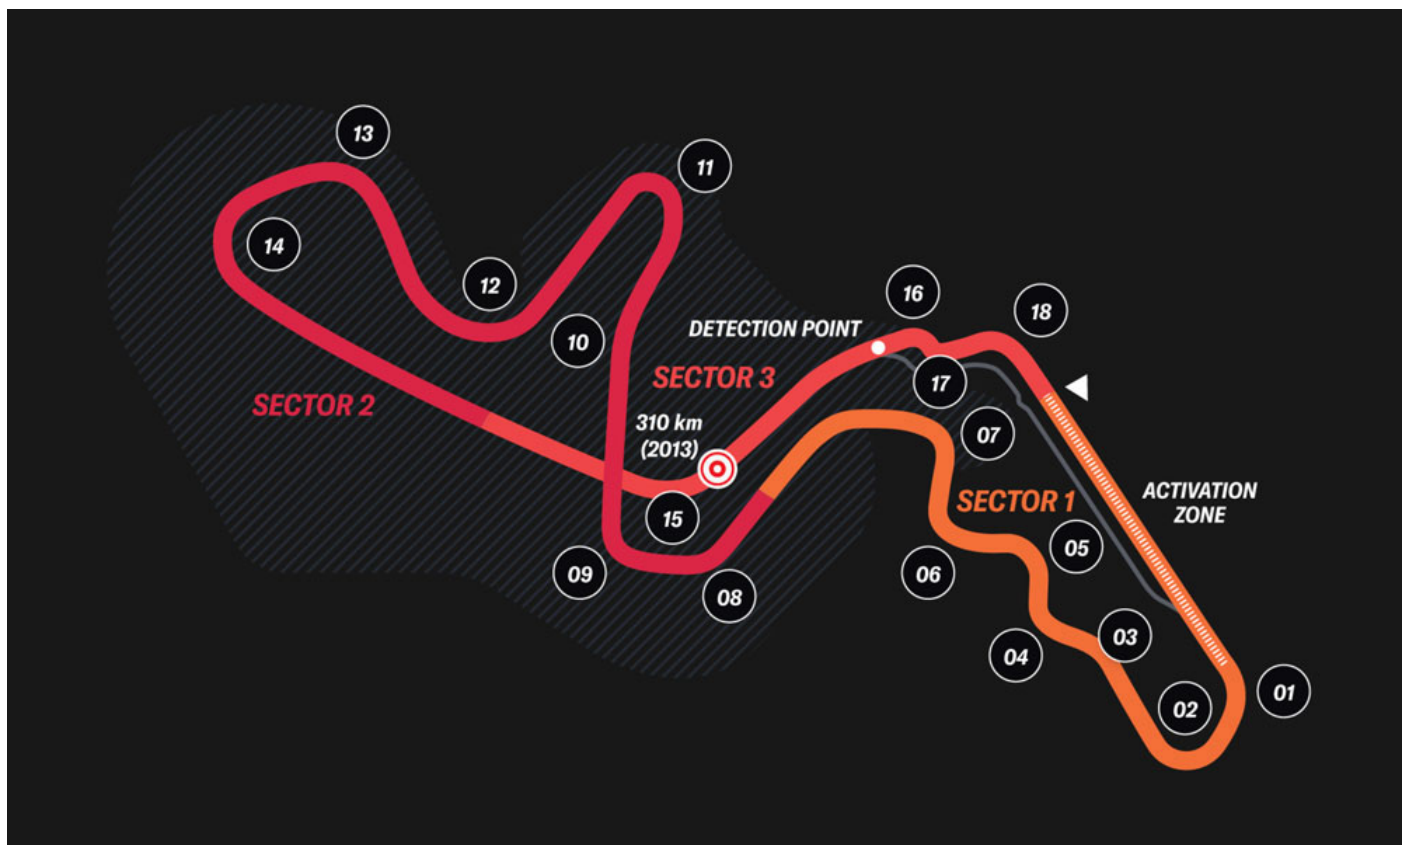 13
11
14
12
16
18
10
DETECTION POINT
17
SECTOR 3
SECTOR 2
310 km
(2013)
07
ACTIVATION
ZONE
SECTOR 1
15
05
09
06
08
03
04
01
02